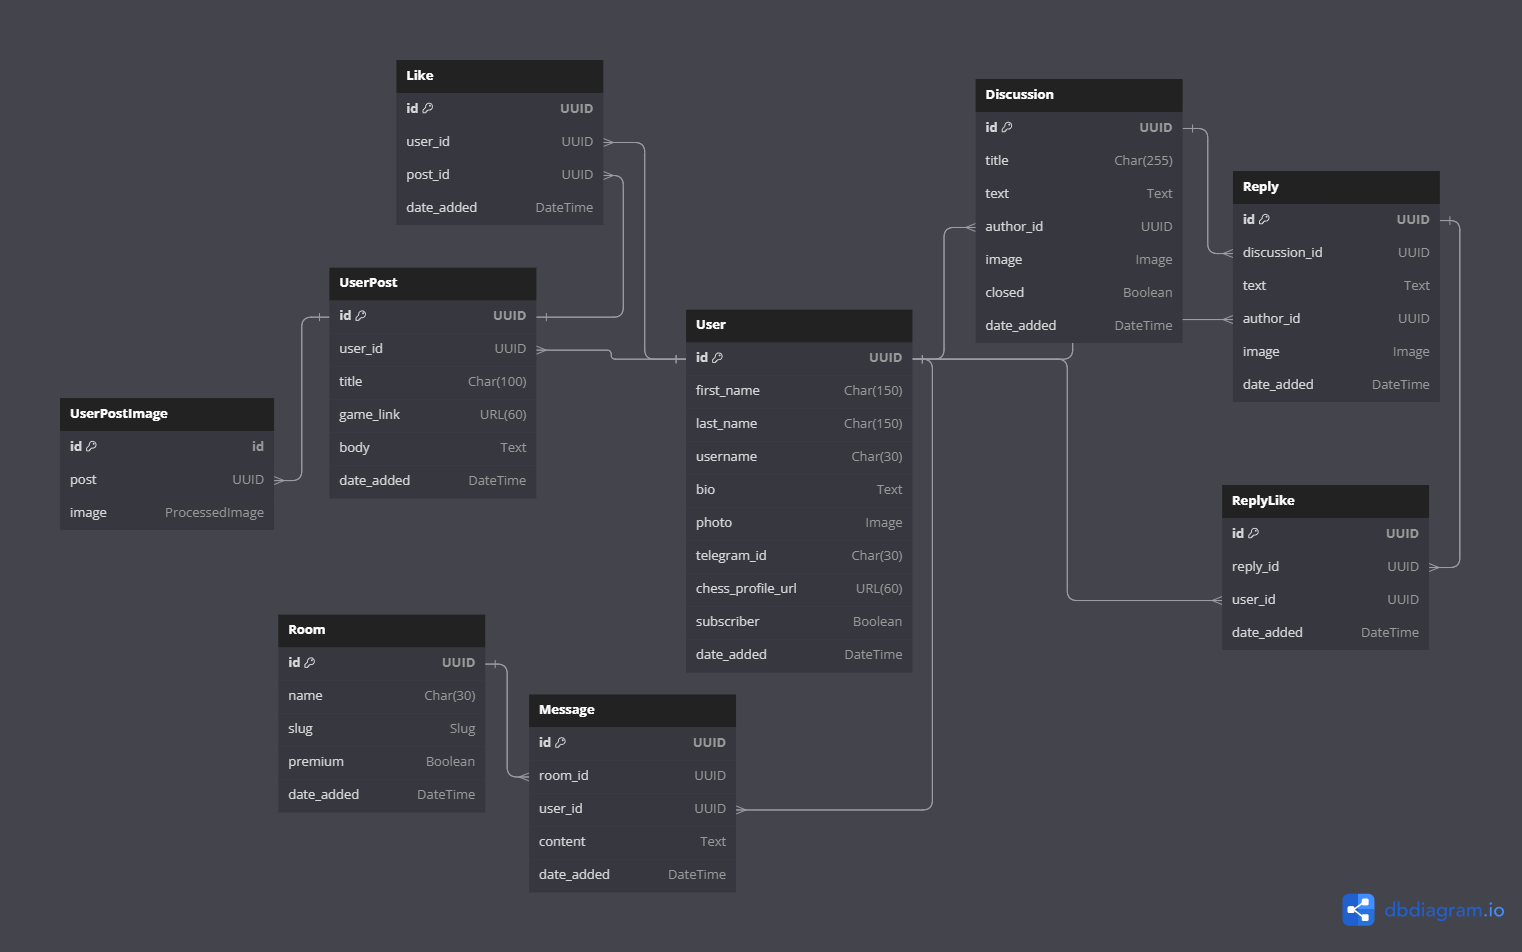 Like
id UUID
user_id UUID
post_id UUID
date_added DateTime
UserPost
id UUID
user_id UUID
title Char(100)
game_link URL(60)
body Text
date_added DateTime
UserPostImage
id id
post UUID
image ProcessedImage
User
id UUID
first_name Char(150)
last_name Char(150)
username Char(30)
bio Text
photo Image
telegram_id Char(30)
chess_profile_url URL(60)
subscriber Boolean
date_added DateTime
Discussion
id UUID
title Char(255)
text Text
author_id UUID
image Image
closed Boolean
date_added DateTime
Reply
id UUID
discussion_id UUID
text Text
author_id UUID
image Image
date_added DateTime
ReplyLike
id UUID
reply_id UUID
user_id UUID
date_added DateTime
Room
id UUID
name Char(30)
slug Slug
premium Boolean
date_added DateTime
Message
id UUID
room_id UUID
user_id UUID
content Text
date_added DateTime
dbdiagram.io